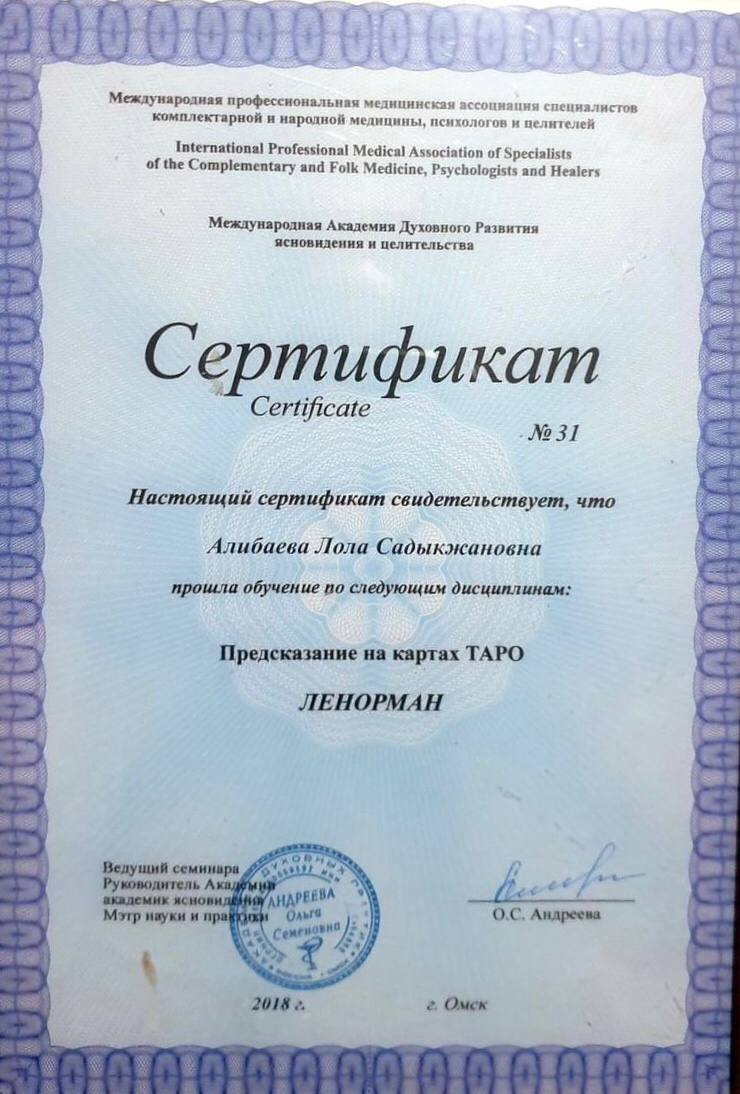 Международная профессиональная медицинская ассоциация специалистов
комплектарной и народной медицины, психологов и целителей
International Professional Medical Association of Specialists
of the Complementary and Folk Medicine, Psychologists and Healers
Международная Академия Духовного Развития
ясновидения и целительства
Сертификат
Certificate
№ 31
Настоящий сертификат свидетельствует, что
Алибаева Лола Садыкжановна
прошла обучение по следующим дисциплинам:
Предсказание на картах ТАРО
ЛЕНОРМАН
Ведущий семинара
Руководитель Академии
академик ясновидения
Мэтр науки и практики
АНДРЕЕВА
Ольга
Семеновна
О.С. Андреева
2018 г.
г. Омск